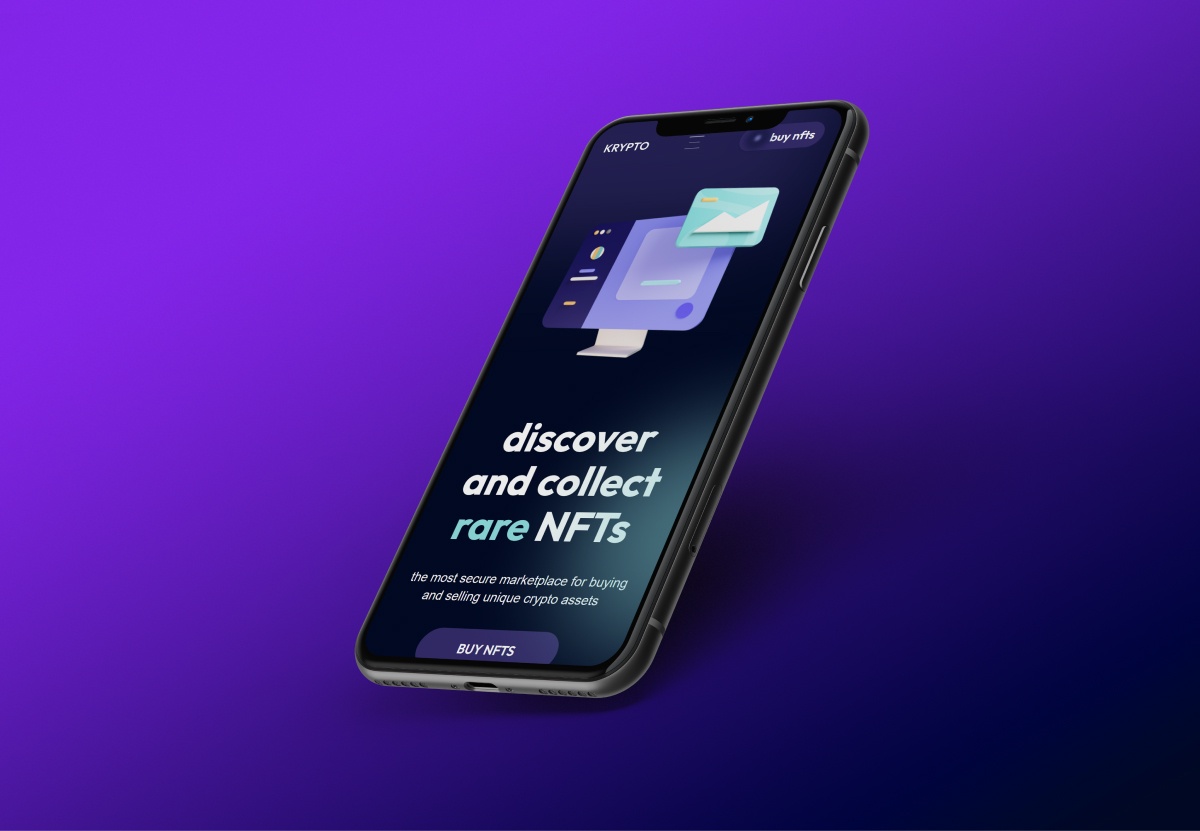 KRYPTO
buy nfts
discover
and collect
rare NFTs
the most secure marketplace for buying
and selling unique crypto assets
BUY NFTS